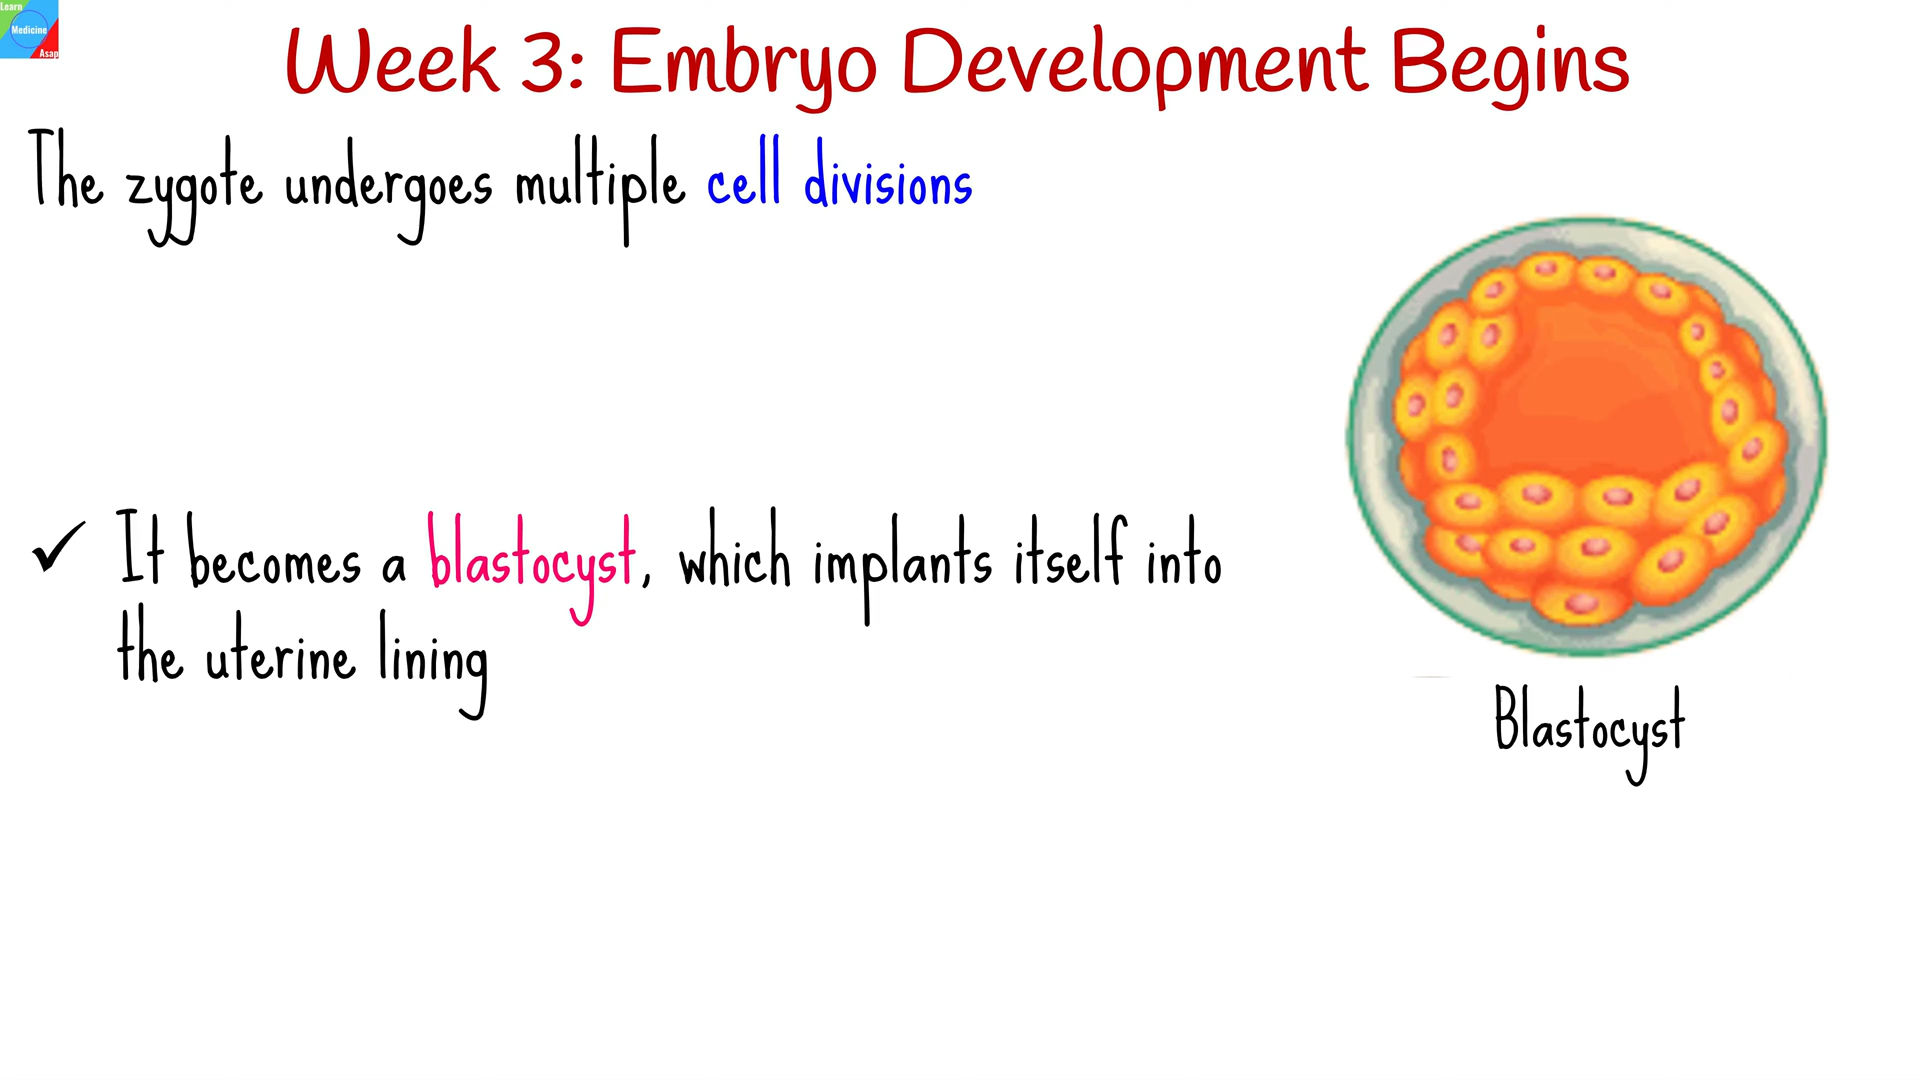 Learn
Medicine
Asap
Week 3: Embryo Development Begins
The zygote undergoes multiple cell divisions
✓ It becomes a blastocyst, which implants itself into
the uterine lining
Blastocyst